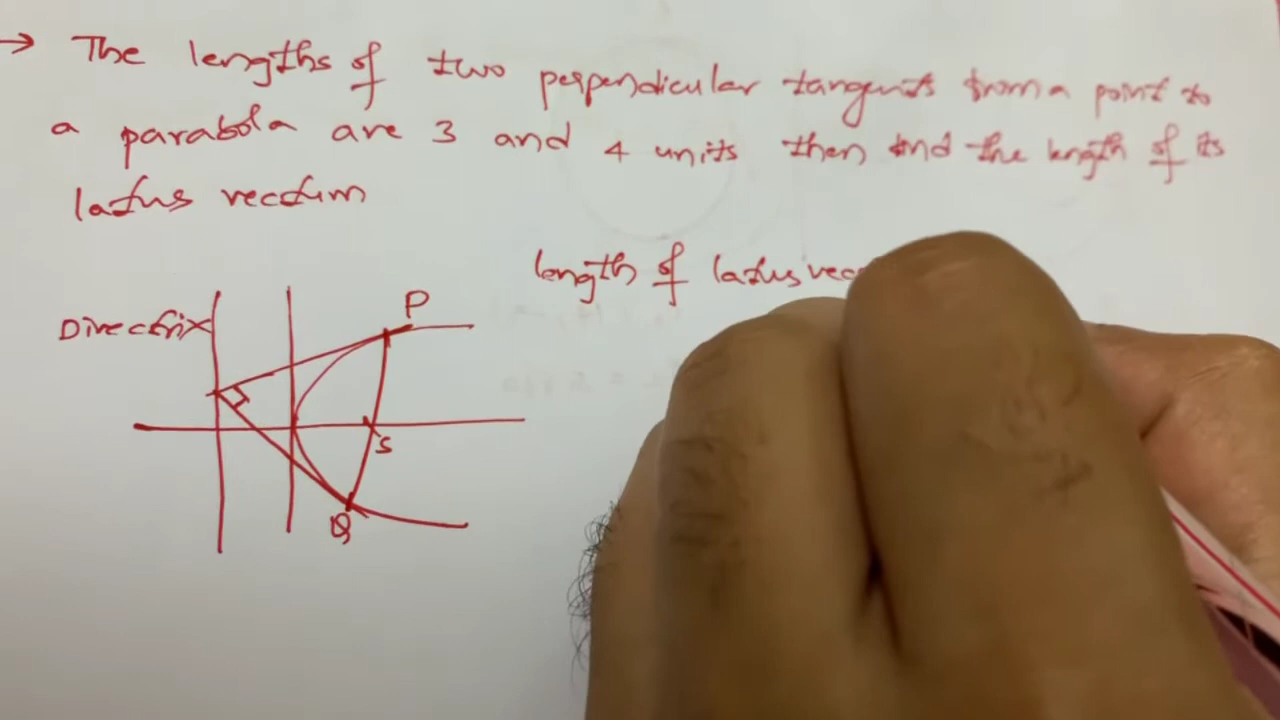 → The lengths of two perpendicular tangents from a point to
a parabola are 3 and 4 units then find the length of its
latus rectum
length of latus
Directrix
P
S
Q